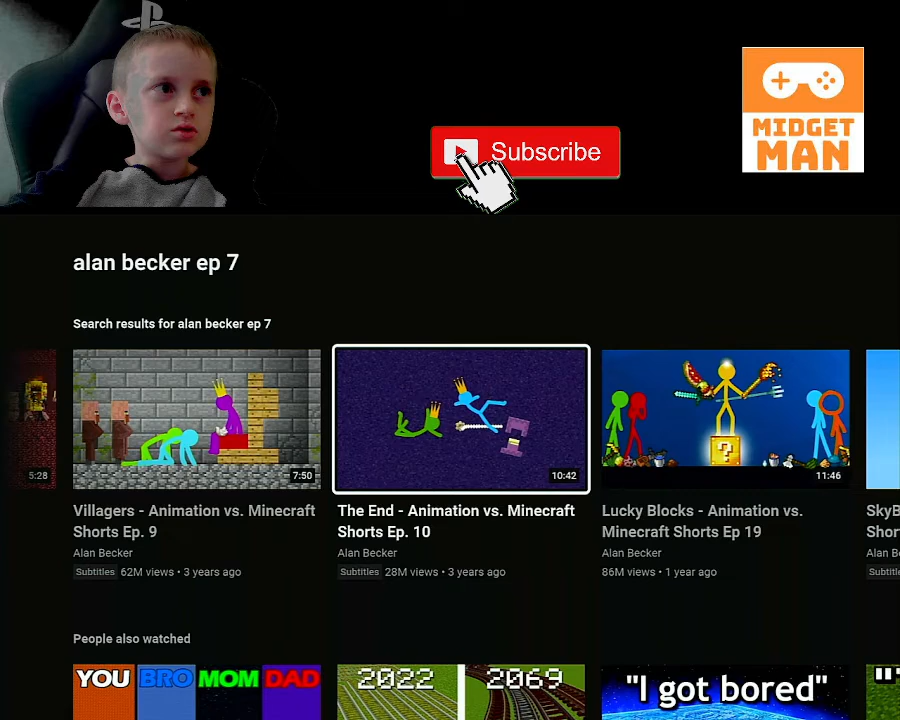 Subscribe
MIDGET
MAN
alan becker ep 7
Search results for alan becker ep 7
5:28
7:50
10:42
11:46
Villagers - Animation vs. Minecraft
Shorts Ep. 9
Alan Becker
Subtitles 62M views • 3 years ago
The End - Animation vs. Minecraft
Shorts Ep. 10
Alan Becker
Subtitles 28M views • 3 years ago
Lucky Blocks - Animation vs.
Minecraft Shorts Ep 19
Alan Becker
86M views • 1 year ago
People also watched
YOU BRO MOM DAD
2022 2069
"I got bored"